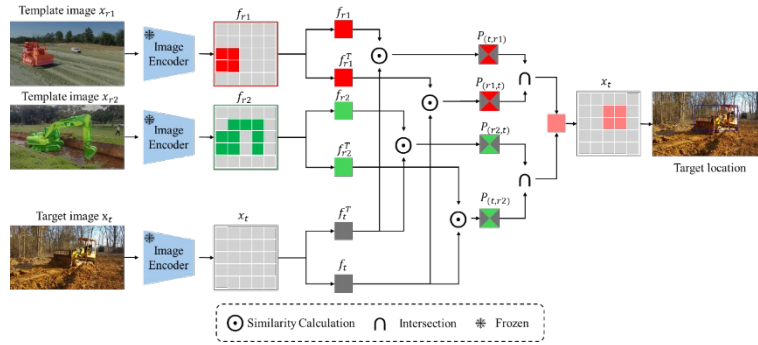 Template image x_{r1}
Image
Encoder
f_{r1}
f_{r1}
f_{r1}^T
P_{(t,r1)}
P_{(r1,t)}
∩
x_t
Target location
Template image x_{r2}
Image
Encoder
f_{r2}
f_{r2}
f_{r2}^T
P_{(r2,t)}
P_{(t,r2)}
∩
Target image x_t
Image
Encoder
x_t
f_t^T
f_t
⊙ Similarity Calculation ∩ Intersection Frozen